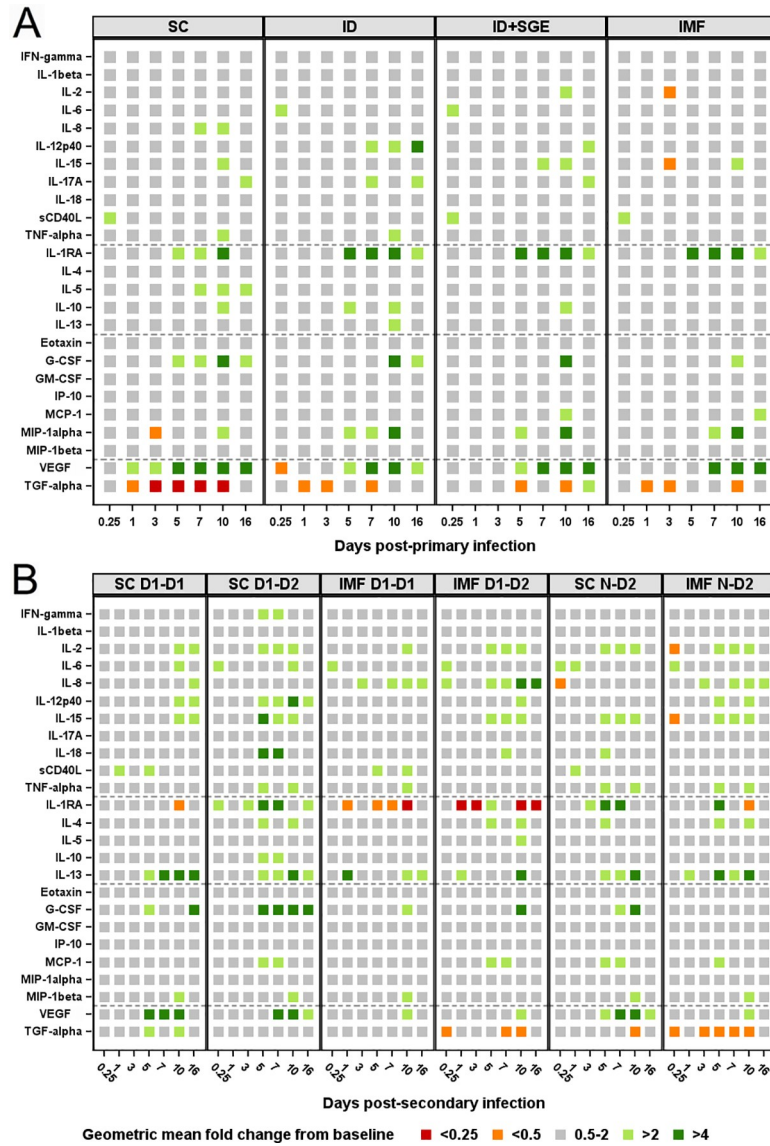 A
SC ID ID+SGE IMF
IFN-gamma
IL-1beta
IL-2
IL-6
IL-8
IL-12p40
IL-15
IL-17A
IL-18
sCD40L
TNF-alpha
IL-1RA
IL-4
IL-5
IL-10
IL-13
Eotaxin
G-CSF
GM-CSF
IP-10
MCP-1
MIP-1alpha
MIP-1beta
VEGF
TGF-alpha
0.25 1 3 5 7 10 16 0.25 1 3 5 7 10 16 0.25 1 3 5 7 10 16 0.25 1 3 5 7 10 16
Days post-primary infection
B
SC D1-D1 SC D1-D2 IMF D1-D1 IMF D1-D2 SC N-D2 IMF N-D2
IFN-gamma
IL-1beta
IL-2
IL-6
IL-8
IL-12p40
IL-15
IL-17A
IL-18
sCD40L
TNF-alpha
IL-1RA
IL-4
IL-5
IL-10
IL-13
Eotaxin
G-CSF
GM-CSF
IP-10
MCP-1
MIP-1alpha
MIP-1beta
VEGF
TGF-alpha
0.25 1 3 5 7 10 16 0.25 1 3 5 7 10 16 0.25 1 3 5 7 10 16 0.25 1 3 5 7 10 16 0.25 1 3 5 7 10 16 0.25 1 3 5 7 10 16
Days post-secondary infection
Geometric mean fold change from baseline <0.25 <0.5 0.5-2 >2 >4